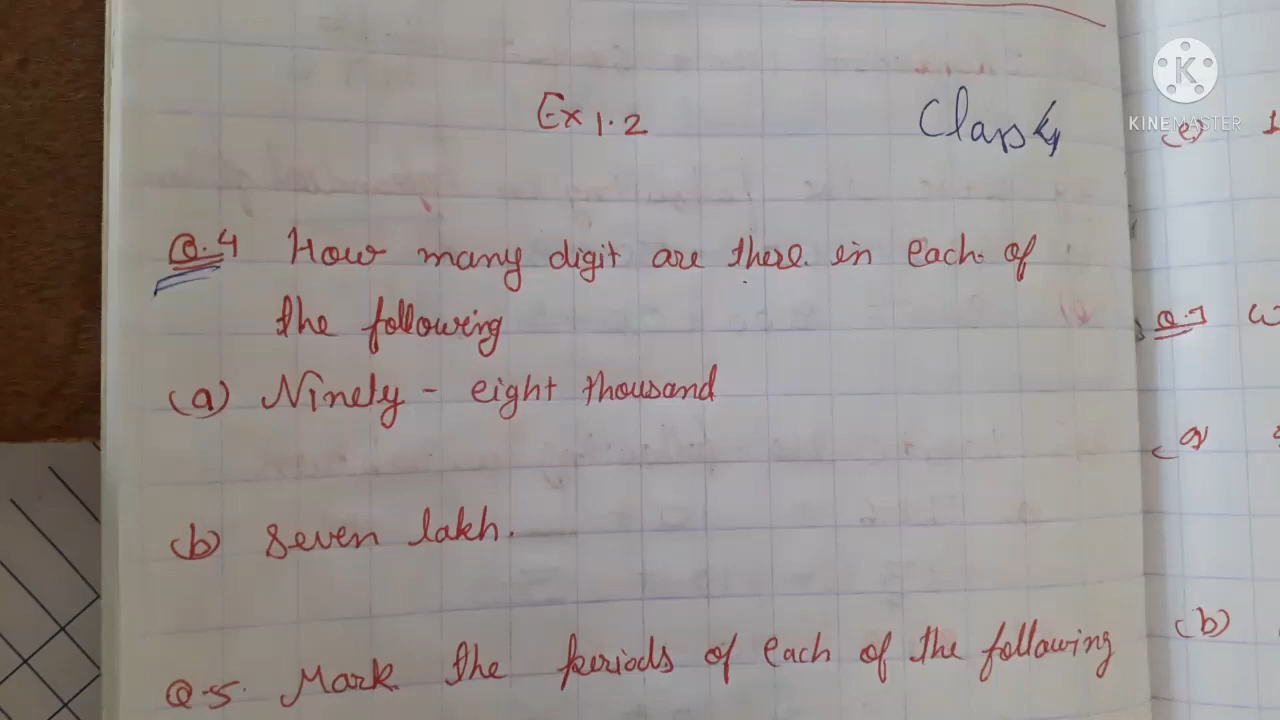 Ex 1.2
Class 4
Q.4 How many digit are there in each of
the following
(a) Ninety - eight thousand
(b) Seven lakh.
Q.5. Mark the periods of each of the following
K
KINEMASTER
(e)
Q.7
(a)
(b)